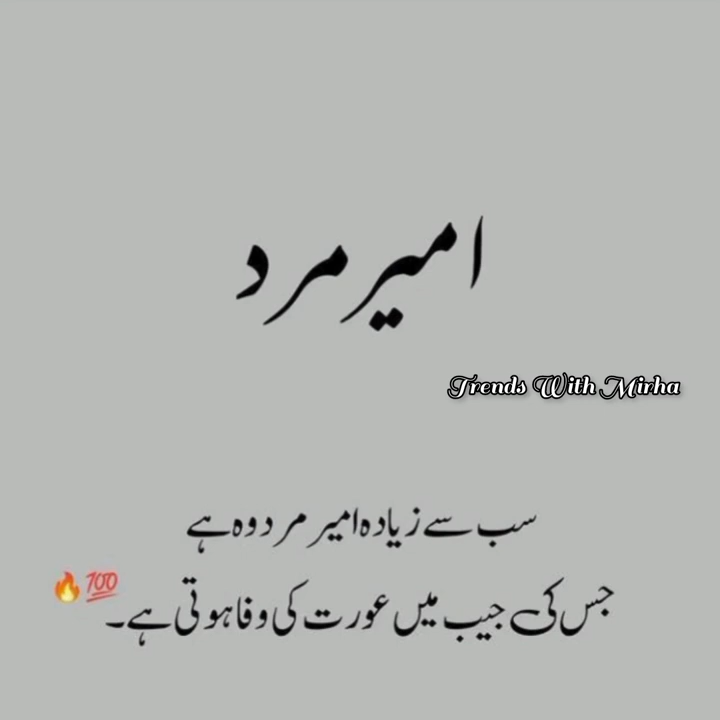 امیر مرد
Trends With Mirha
سب سے زیادہ امیر مرد وہ ہے
جس کی جیب میں عورت کی وفا ہوتی ہے۔ 💯🔥